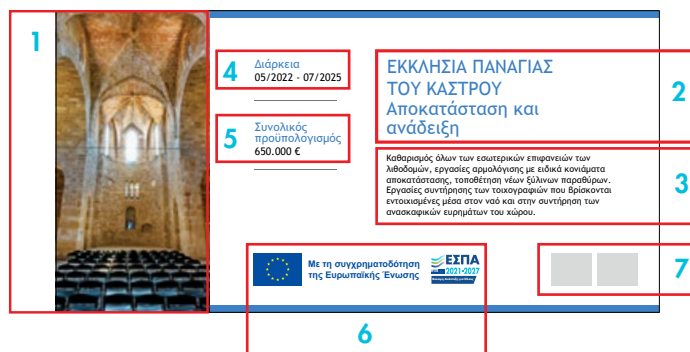 1
4
Διάρκεια
05/2022 - 07/2025
5
Συνολικός
προϋπολογισμός
650.000 €
ΕΚΚΛΗΣΙΑ ΠΑΝΑΓΙΑΣ
ΤΟΥ ΚΑΣΤΡΟΥ
Αποκατάσταση και
ανάδειξη
2
Καθαρισμός όλων των εσωτερικών επιφανειών των
λιθοδομών, εργασίες αρμολόγησης με ειδικά κονιάματα
αποκατάστασης, τοποθέτηση νέων ξύλινων παραθύρων.
Εργασίες συντήρησης των τοιχογραφιών που βρίσκονται
εντοιχισμένες μέσα στον ναό και στην συντήρηση των
ανασκαφικών ευρημάτων του χώρου.
3
Με τη συγχρηματοδότηση
της Ευρωπαϊκής Ένωσης
ΕΣΠΑ
2021-2027
6
7